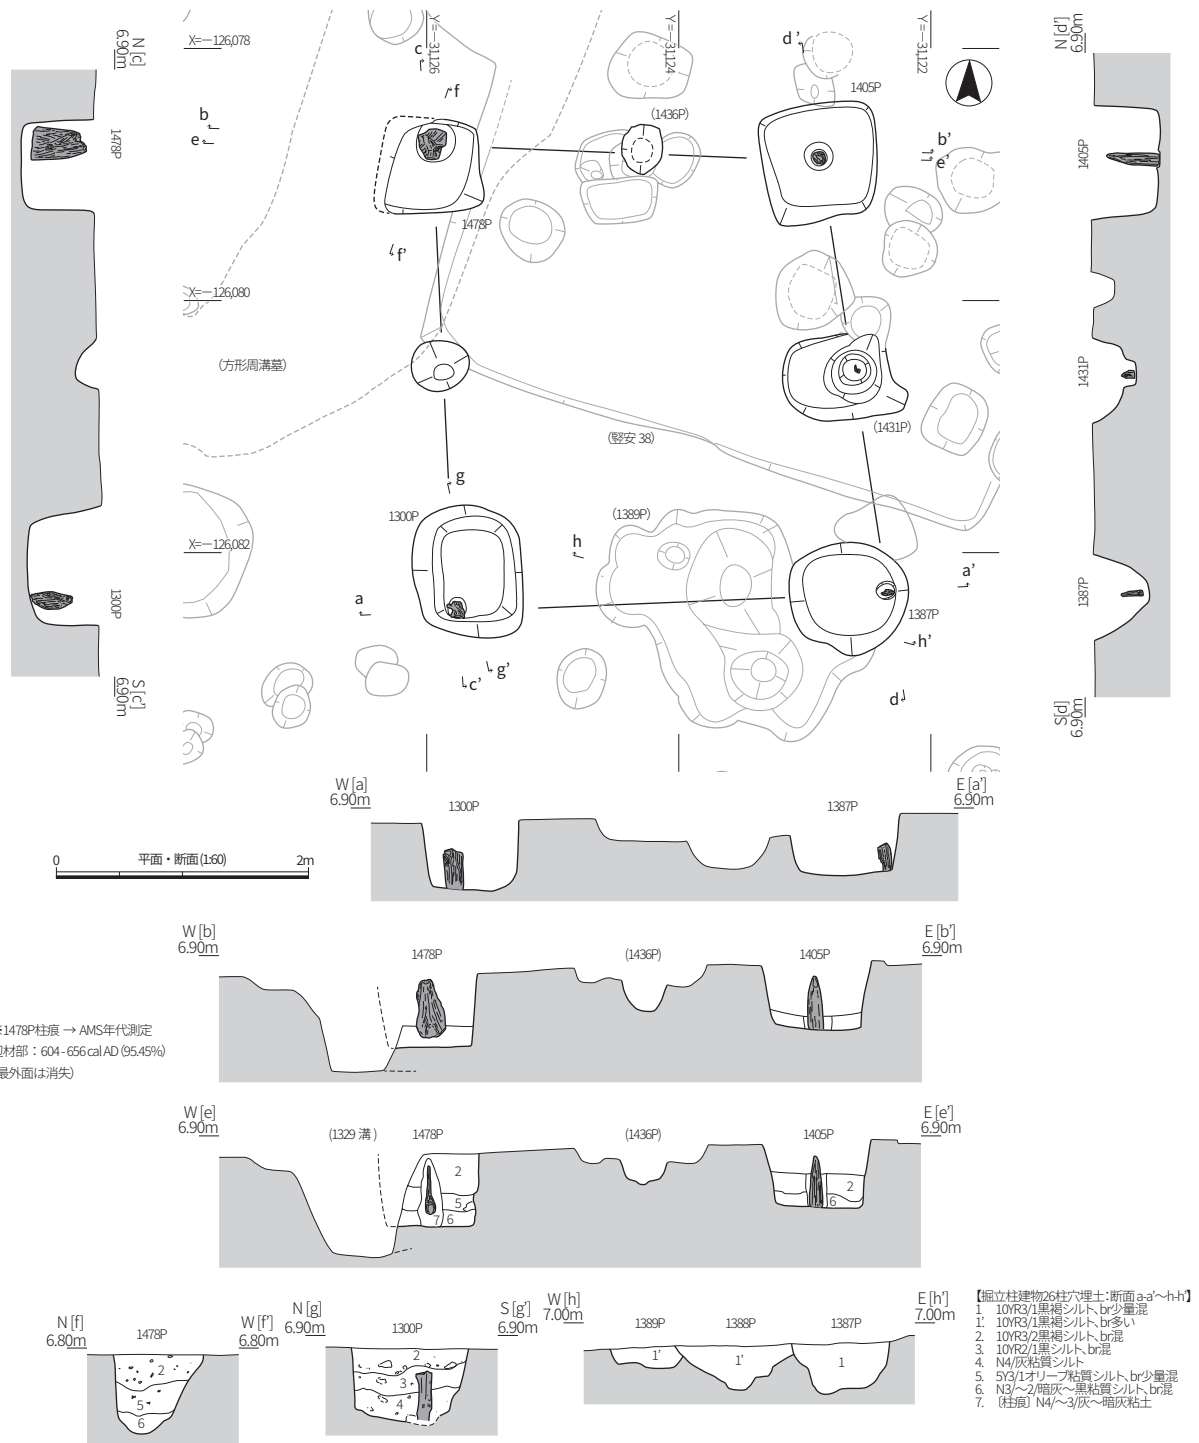 N [c]
6.90m
1478P
1300P
S [c']
6.90m
X=－126,078
X=－126,080
X=－126,082
Y=－31,126
Y=－31,124
Y=－31,122
c
f
b
e
d'
b'
e'
1405P
(1436P)
1478P
f'
(方形周溝墓)
(竪安 38)
(1431P)
g
1300P
(1389P)
h
a
a'
1387P
h'
g'
c'
d
N [d']
6.90m
1405P
1431P
1387P
S[d]
6.90m
W [a]
6.90m
1300P
1387P
E [a']
6.90m
0
平面・断面 (1:60)
2m
W [b]
6.90m
1478P
(1436P)
1405P
E [b']
6.90m
1478P柱痕 → AMS年代測定
材部：604 - 656 cal AD (95.45%)
最外面は消失)
W [e]
6.90m
(1329 溝 )
1478P
(1436P)
1405P
E [e']
6.90m
2
5
7 6
2
6
N [f]
6.80m
1478P
W [f']
6.80m
2
5
6
N [g]
6.90m
1300P
S [g']
6.90m
2
3
4
W [h]
7.00m
1389P
1388P
1387P
E [h']
7.00m
1'
1'
1
【掘立柱建物26柱穴埋土：断面 a-a'～h-h'】
1 10YR3/1黒褐シルト、br少量混
1' 10YR3/1黒褐シルト、br多い
2. 10YR3/2黒褐シルト、br混
3. 10YR2/1黒シルト、br混
4. N4/灰粘質シルト
5. 5Y3/1オリーブ粘質シルト、br少量混
6. N3/～2/暗灰～黒粘質シルト、br混
7. 〔柱痕〕N4/～3/灰～暗灰粘土